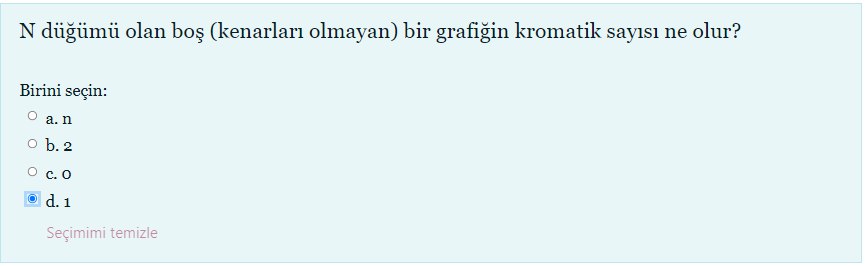 N düğümü olan boş (kenarları olmayan) bir grafiğin kromatik sayısı ne olur?
Birini seçin:
a. n
b. 2
c. 0
d. 1
Seçimimi temizle